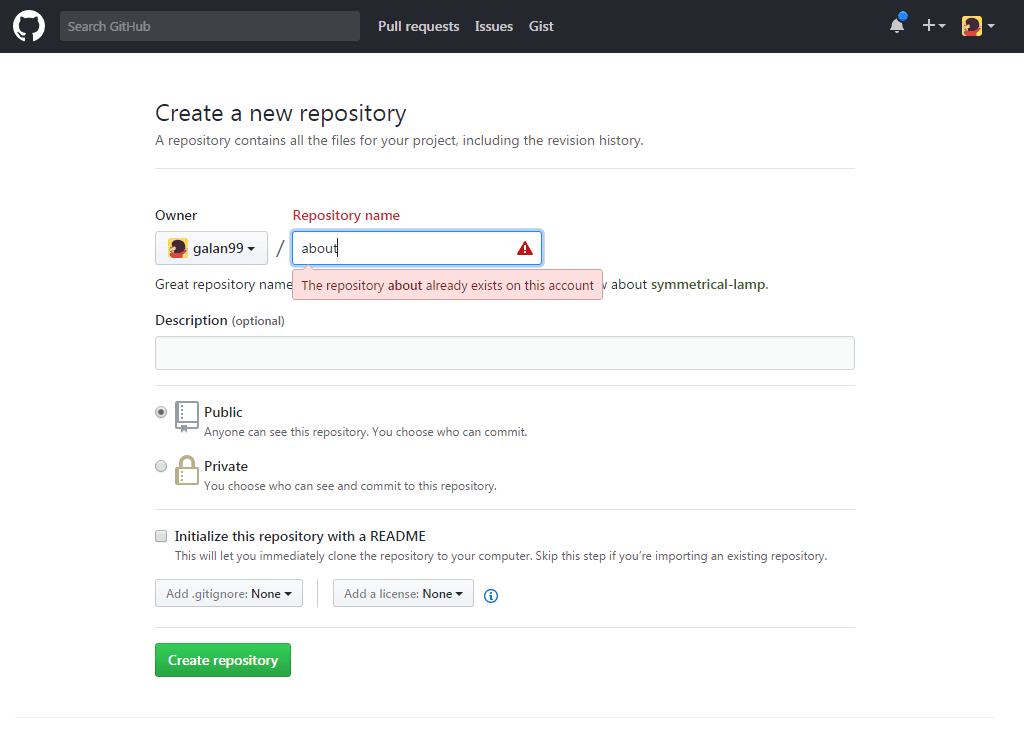 Search GitHub Pull requests Issues Gist
Create a new repository
A repository contains all the files for your project, including the revision history.
Owner Repository name
galan99 / about
The repository about already exists on this account
Great repository name about symmetrical-lamp.
Description (optional)
Public
Anyone can see this repository. You choose who can commit.
Private
You choose who can see and commit to this repository.
Initialize this repository with a README
This will let you immediately clone the repository to your computer. Skip this step if you’re importing an existing repository.
Add .gitignore: None Add a license: None
Create repository